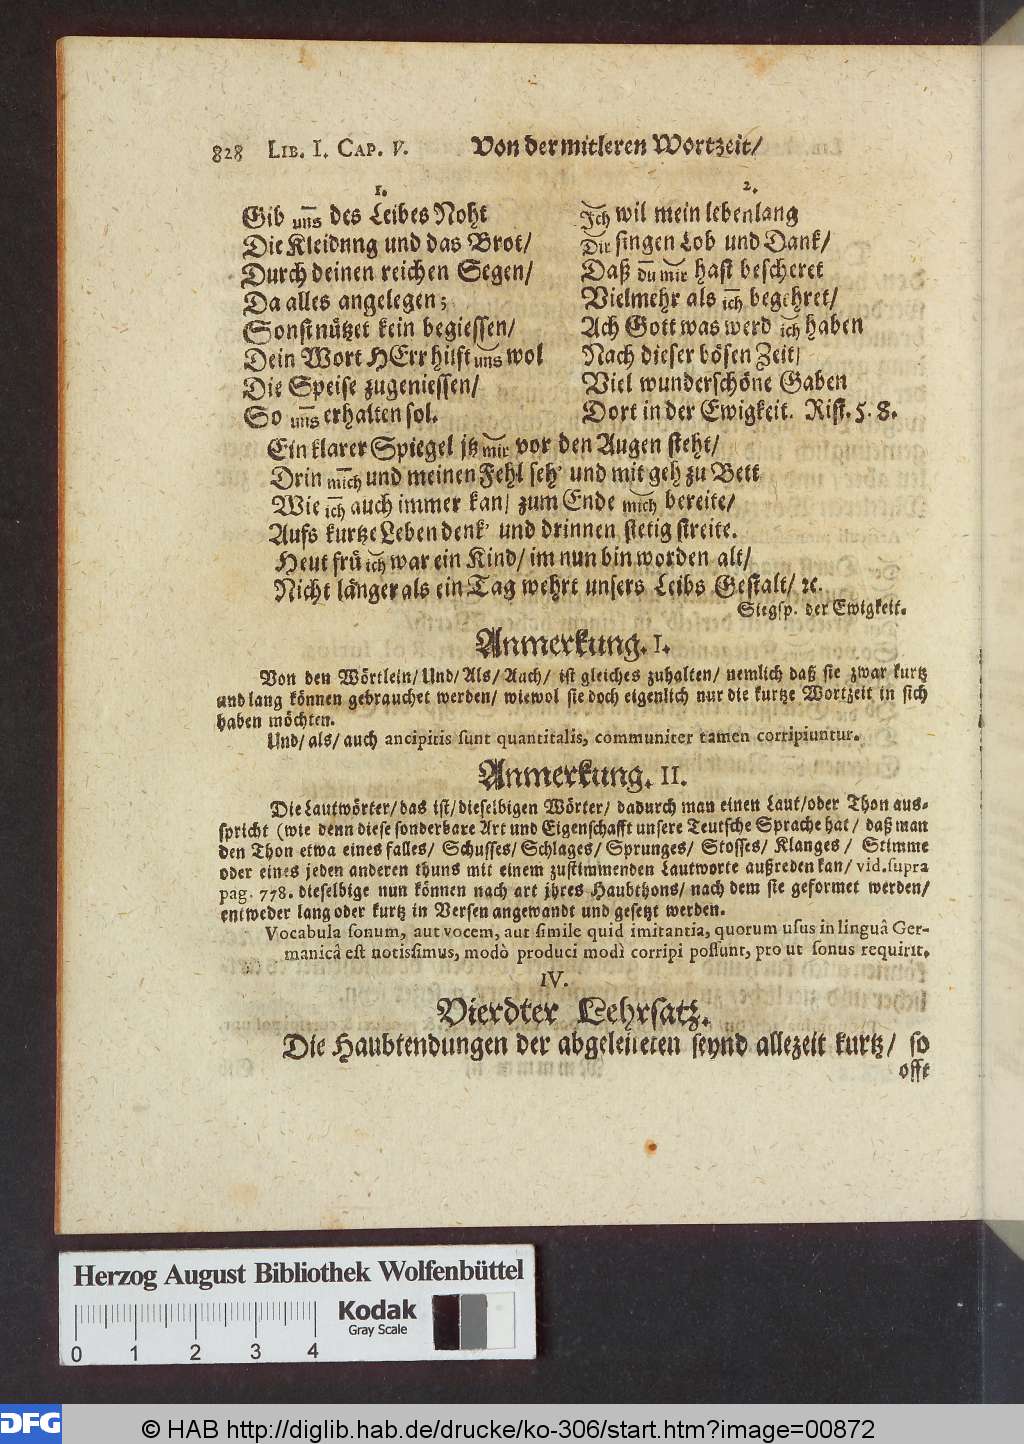 828 LIB. I. CAP. V. Von der mitleren Wortzeit/
1.
Gib uns des Leibes Noht
Die Kleidnng und das Brot/
Durch deinen reichen Segen/
Da alles angelegen;
Sonst nützet kein begiessen/
Dein Wort HErr hilft uns wol
Die Speise zugeniessen/
So uns erhalten sol.
2.
Ich wil mein lebenlang
Dir singen Lob und Dank/
Daß du mir hast bescheret
Vielmehr als ich begehret/
Ach Gott was werd ich haben
Nach dieser bösen Zeit/
Viel wunderschöne Gaben
Dort in der Ewigkeit. Rist. 5. 8.
Ein klarer Spiegel jtz mir vor den Augen steht/
Drin mich und meinen Fehl seh' und mit geh zu Bett
Wie ich auch immer kan/ zum Ende mich bereite/
Aufs kurtze Leben denk' und drinnen stetig streite.
Heut frü ich war ein Kind/ im nun bin worden alt/
Nicht länger als ein Tag wehrt unsers Leibs Gestalt/ ꝛc.
Siegsp. der Ewigkeit.
Anmerkung. I.
Von den Wörtlein/ Und/ Als/ Auch/ ist gleiches zuhalten/ nemlich daß sie zwar kurtz
und lang können gebrauchet werden/ wiewol sie doch eigenlich nur die kurtze Wortzeit in sich
haben möchten.
Und/ als/ auch ancipitis sunt quantitalis, communiter tamen corripiuntur.
Anmerkung. II.
Die Lautwörter/ das ist/ dieselbigen Wörter/ dadurch man einen Laut/ oder Thon aus-
spricht (wie denn diese sonderbare Art und Eigenschafft unsere Teutsche Sprache hat/ daß man
den Thon etwa eines falles/ Schusses/ Schlages/ Sprunges/ Stosses/ Klanges/ Stimme
oder eines jeden anderen thuns mit einem zustimmenden Lautworte außreden kan/ vid. supra
pag. 778. dieselbige nun können nach art jhres Haubthons/ nach dem sie geformet werden/
entweder lang oder kurtz in Versen angewandt und gesetzt werden.
Vocabula sonum, aut vocem, aut simile quid imitantia, quorum usus in linguâ Ger-
manicâ est notissimus, modò produci modì corripi possunt, pro ut sonus requirit.
IV.
Vierdter Lehrsatz.
Die Haubtendungen der abgeleiteten seynd allezeit kurtz/ so
offt
Herzog August Bibliothek Wolfenbüttel
Kodak
Gray Scale
0 1 2 3 4
DFG
© HAB http://diglib.hab.de/drucke/ko-306/start.htm?image=00872